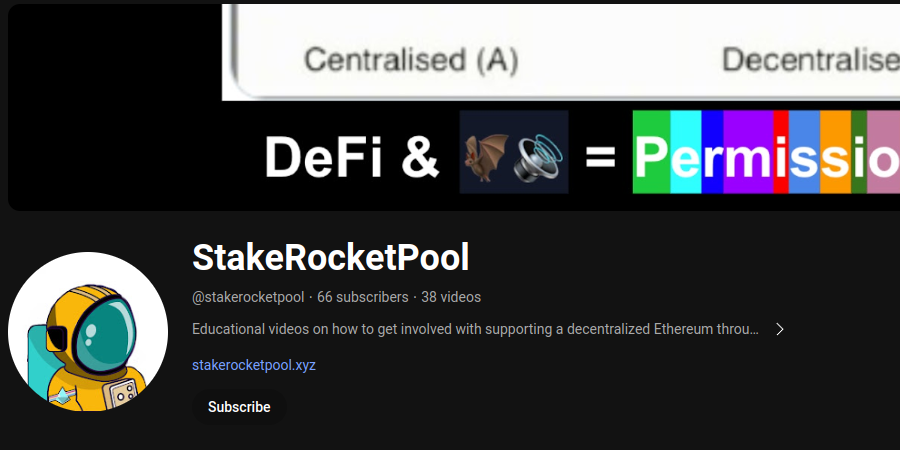 Centralised (A) Decentralise
DeFi & = Permissio
StakeRocketPool
@stakerocketpool · 66 subscribers · 38 videos
Educational videos on how to get involved with supporting a decentralized Ethereum throu...
stakerocketpool.xyz
Subscribe